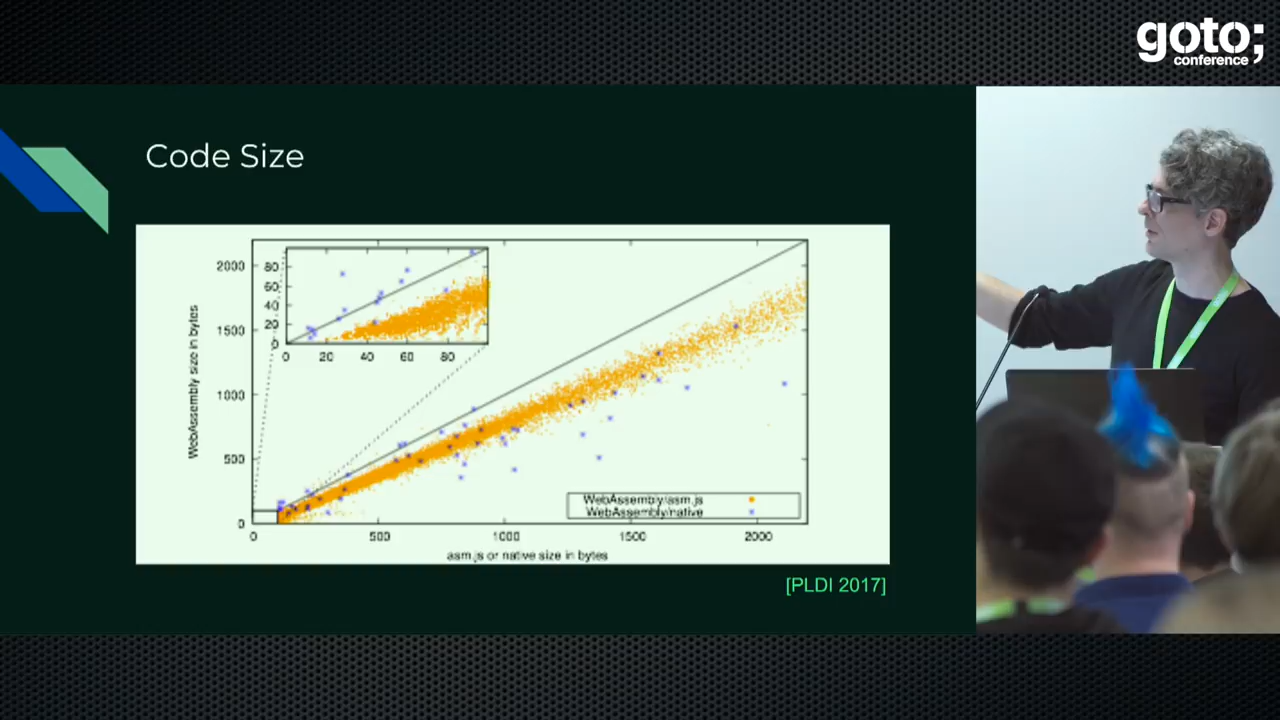 goto;
conference
Code Size
WebAssembly size in bytes
2000
1500
1000
500
0
80
60
40
20
0
0 20 40 60 80
WebAssembly/asm.js
WebAssembly/native
0 500 1000 1500 2000
asm.js or native size in bytes
[PLDI 2017]